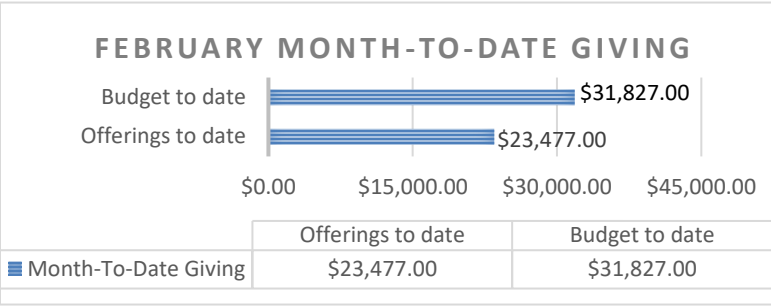 FEBRUARY MONTH-TO-DATE GIVING
Budget to date $31,827.00
Offerings to date $23,477.00
$0.00 $15,000.00 $30,000.00 $45,000.00
Offerings to date Budget to date
Month-To-Date Giving $23,477.00 $31,827.00